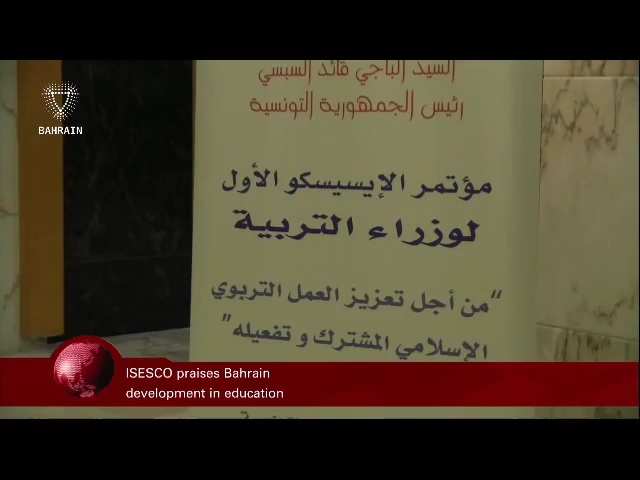 BAHRAIN
السيد الباجي قائد السبسي
رئيس الجمهورية التونسية
مؤتمر الإيسيسكو الأول
لوزراء التربية
“من أجل تعزيز العمل التربوي
الإسلامي المشترك و تفعيله”
ISESCO praises Bahrain
development in education